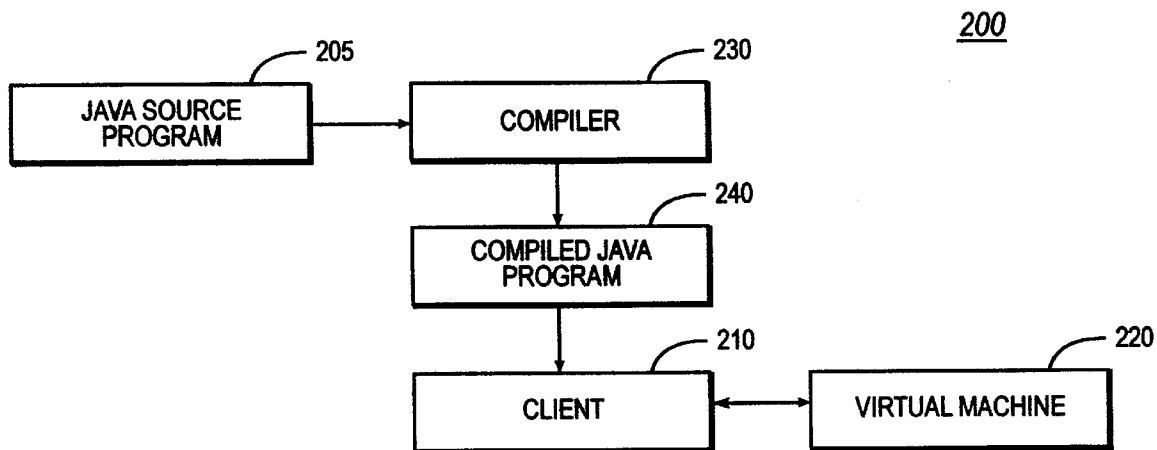 200
205
230
JAVA SOURCE
PROGRAM
COMPILER
240
COMPILED JAVA
PROGRAM
210
220
CLIENT
VIRTUAL MACHINE